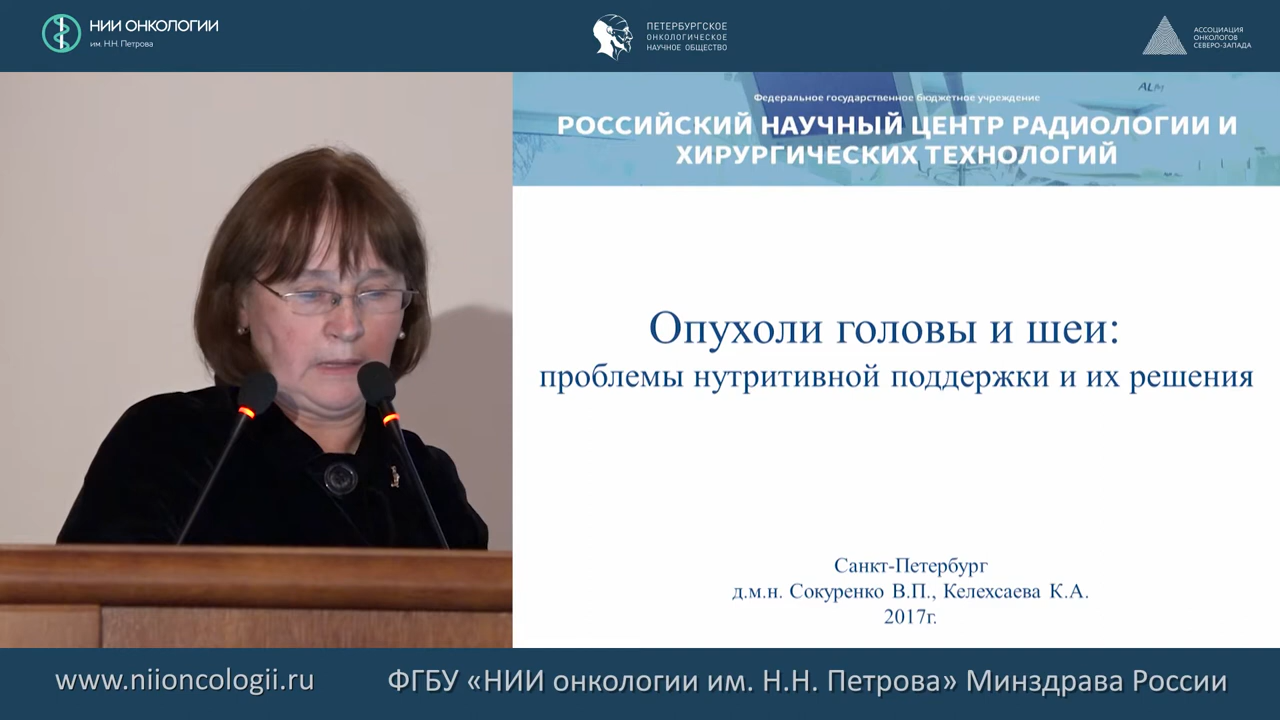 НИИ ОНКОЛОГИИ
им. Н.Н. Петрова
ПЕТЕРБУРГСКОЕ
ОНКОЛОГИЧЕСКОЕ
НАУЧНОЕ ОБЩЕСТВО
АССОЦИАЦИЯ
ОНКОЛОГОВ
СЕВЕРО-ЗАПАДА
ALM
Федеральное государственное бюджетное учреждение
РОССИЙСКИЙ НАУЧНЫЙ ЦЕНТР РАДИОЛОГИИ И
ХИРУРГИЧЕСКИХ ТЕХНОЛОГИЙ
Опухоли головы и шеи:
проблемы нутритивной поддержки и их решения
Санкт-Петербург
д.м.н. Сокуренко В.П., Келехсаева К.А.
2017г.
www.niioncologii.ru
ФГБУ «НИИ онкологии им. Н.Н. Петрова» Минздрава России